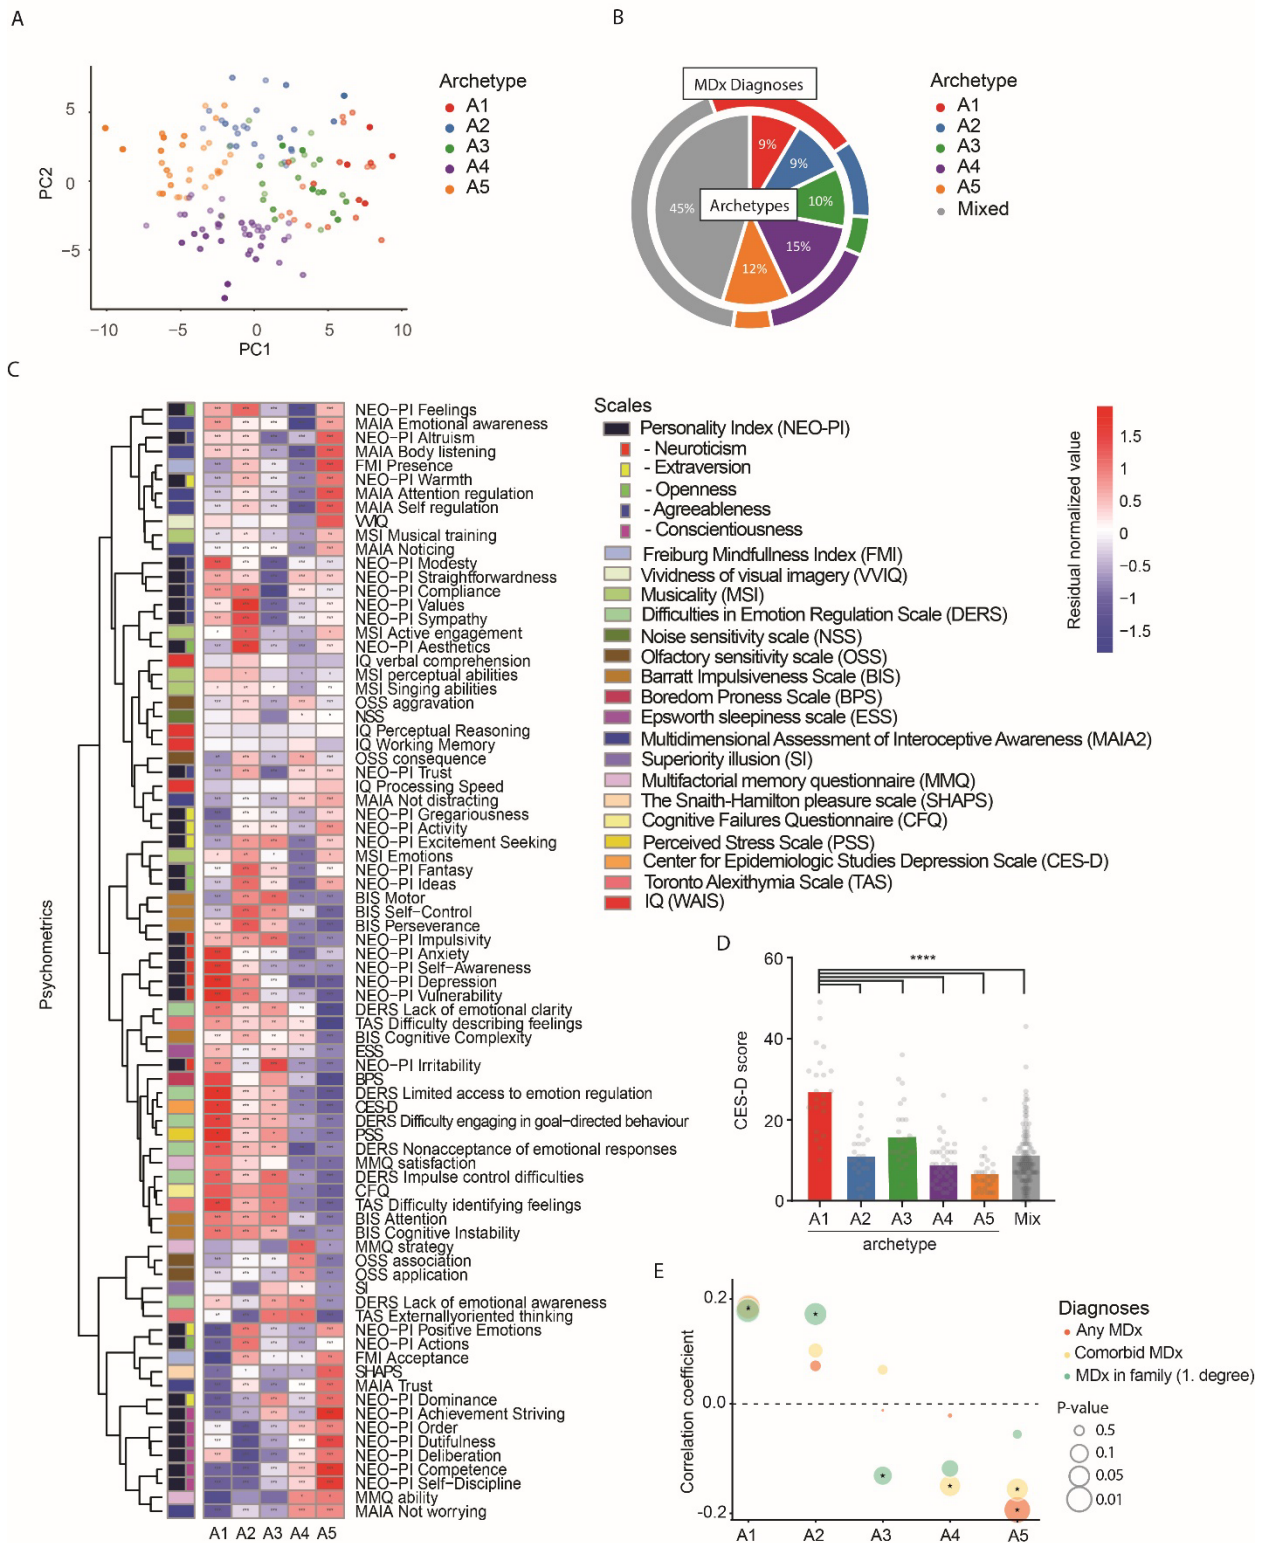 A
Archetype
A1
A2
A3
A4
A5
PC2
5
0
−5
−10
−5
0
5
10
PC1
B
MDx Diagnoses
Archetypes
9%
9%
10%
15%
12%
45%
Archetype
A1
A2
A3
A4
A5
Mixed
C
Psychometrics
NEO−PI Feelings
MAIA Emotional awareness
NEO−PI Altruism
MAIA Body listening
FMI Presence
NEO−PI Warmth
MAIA Attention regulation
MAIA Self regulation
VVIQ
MSI Musical training
MAIA Noticing
NEO−PI Modesty
NEO−PI Straightforwardness
NEO−PI Compliance
NEO−PI Values
NEO−PI Sympathy
MSI Active engagement
NEO−PI Aesthetics
IQ verbal comprehension
MSI perceptual abilities
MSI Singing abilities
OSS aggravation
NSS
IQ Perceptual Reasoning
IQ Working Memory
OSS consequence
NEO−PI Trust
IQ Processing Speed
MAIA Not distracting
NEO−PI Gregariousness
NEO−PI Activity
NEO−PI Excitement Seeking
MSI Emotions
NEO−PI Fantasy
NEO−PI Ideas
BIS Motor
BIS Self−Control
BIS Perseverance
NEO−PI Impulsivity
NEO−PI Anxiety
NEO−PI Self−Awareness
NEO−PI Depression
NEO−PI Vulnerability
DERS Lack of emotional clarity
TAS Difficulty describing feelings
BIS Cognitive Complexity
ESS
NEO−PI Irritability
BPS
DERS Limited access to emotion regulation
CES-D
DERS Difficulty engaging in goal−directed behaviour
PSS
DERS Nonacceptance of emotional responses
MMQ satisfaction
DERS Impulse control difficulties
CFQ
TAS Difficulty identifying feelings
BIS Attention
BIS Cognitive Instability
MMQ strategy
OSS association
OSS application
SI
DERS Lack of emotional awareness
TAS Externallyoriented thinking
NEO−PI Positive Emotions
NEO−PI Actions
FMI Acceptance
SHAPS
MAIA Trust
NEO−PI Dominance
NEO−PI Achievement Striving
NEO−PI Order
NEO−PI Dutifulness
NEO−PI Deliberation
NEO−PI Competence
NEO−PI Self−Discipline
MMQ ability
MAIA Not worrying
A1 A2 A3 A4 A5
Scales
Personality Index (NEO-PI)
- Neuroticism
- Extraversion
- Openness
- Agreeableness
- Conscientiousness
Freiburg Mindfullness Index (FMI)
Vividness of visual imagery (VVIQ)
Musicality (MSI)
Difficulties in Emotion Regulation Scale (DERS)
Noise sensitivity scale (NSS)
Olfactory sensitivity scale (OSS)
Barratt Impulsiveness Scale (BIS)
Boredom Proness Scale (BPS)
Epsworth sleepiness scale (ESS)
Multidimensional Assessment of Interoceptive Awareness (MAIA2)
Superiority illusion (SI)
Multifactorial memory questionnaire (MMQ)
The Snaith-Hamilton pleasure scale (SHAPS)
Cognitive Failures Questionnaire (CFQ)
Perceived Stress Scale (PSS)
Center for Epidemiologic Studies Depression Scale (CES-D)
Toronto Alexithymia Scale (TAS)
IQ (WAIS)
Residual normalized value
1.5
1
0.5
0
−0.5
−1
−1.5
D
CES-D score
60
40
20
0
****
A1 A2 A3 A4 A5 Mix
archetype
E
Correlation coefficient
0.2
0.0
-0.2
A1 A2 A3 A4 A5
Diagnoses
Any MDx
Comorbid MDx
MDx in family (1. degree)
P-value
0.5
0.1
0.05
0.01